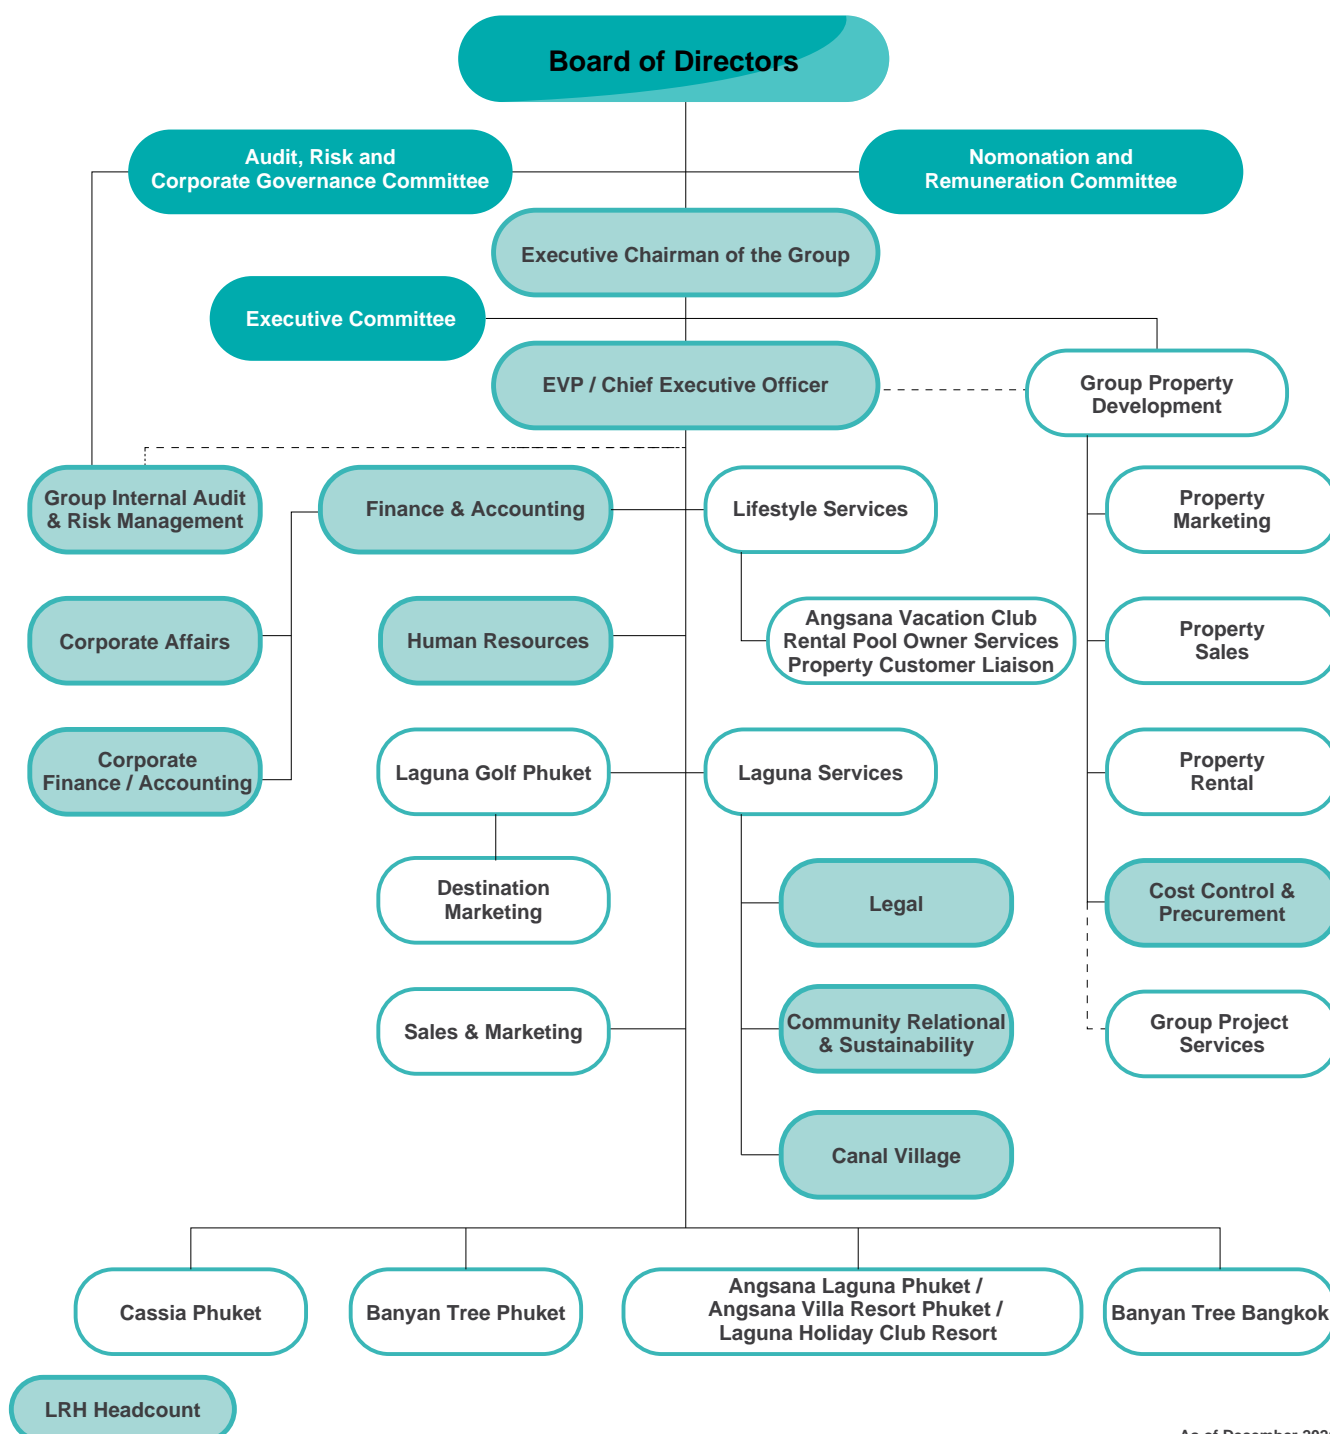 Board of Directors
Audit, Risk and
Corporate Governance Committee
Nomonation and
Remuneration Committee
Executive Chairman of the Group
Executive Committee
EVP / Chief Executive Officer
Group Property
Development
Group Internal Audit
& Risk Management
Finance & Accounting
Lifestyle Services
Property
Marketing
Corporate Affairs
Human Resources
Angsana Vacation Club
Rental Pool Owner Services
Property Customer Liaison
Property
Sales
Corporate
Finance / Accounting
Laguna Golf Phuket
Laguna Services
Property
Rental
Destination
Marketing
Legal
Cost Control &
Precurement
Sales & Marketing
Community Relational
& Sustainability
Group Project
Services
Canal Village
Cassia Phuket
Banyan Tree Phuket
Angsana Laguna Phuket /
Angsana Villa Resort Phuket /
Laguna Holiday Club Resort
Banyan Tree Bangkok
LRH Headcount
As of December